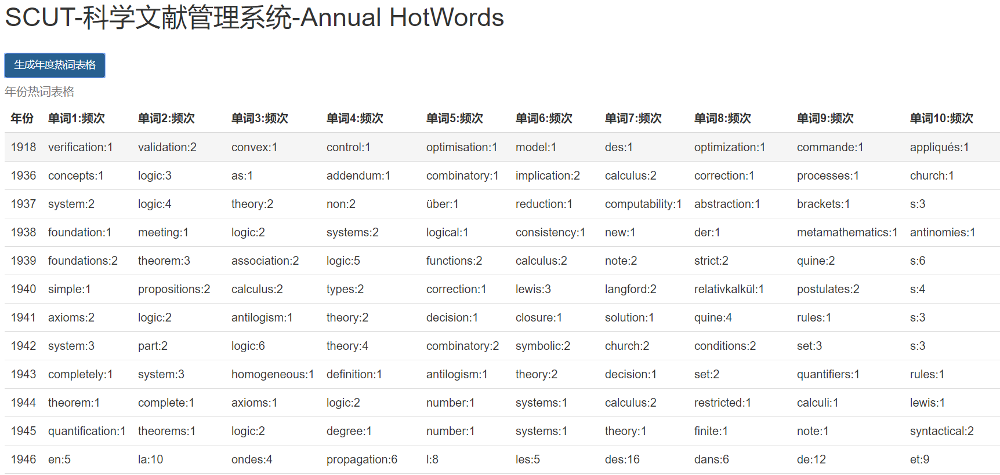 SCUT-科学文献管理系统-Annual HotWords
生成年度热词表格
年份热词表格
年份 单词1:频次 单词2:频次 单词3:频次 单词4:频次 单词5:频次 单词6:频次 单词7:频次 单词8:频次 单词9:频次 单词10:频次
1918 verification:1 validation:2 convex:1 control:1 optimisation:1 model:1 des:1 optimization:1 commande:1 appliqués:1
1936 concepts:1 logic:3 as:1 addendum:1 combinatory:1 implication:2 calculus:2 correction:1 processes:1 church:1
1937 system:2 logic:4 theory:2 non:2 über:1 reduction:1 computability:1 abstraction:1 brackets:1 s:3
1938 foundation:1 meeting:1 logic:2 systems:2 logical:1 consistency:1 new:1 der:1 metamathematics:1 antinomies:1
1939 foundations:2 theorem:3 association:2 logic:5 functions:2 calculus:2 note:2 strict:2 quine:2 s:6
1940 simple:1 propositions:2 calculus:2 types:2 correction:1 lewis:3 langford:2 relativkalkül:1 postulates:2 s:4
1941 axioms:2 logic:2 antilogism:1 theory:2 decision:1 closure:1 solution:1 quine:4 rules:1 s:3
1942 system:3 part:2 logic:6 theory:4 combinatory:2 symbolic:2 church:2 conditions:2 set:3 s:3
1943 completely:1 system:3 homogeneous:1 definition:1 antilogism:1 theory:2 decision:1 set:2 quantifiers:1 rules:1
1944 theorem:1 complete:1 axioms:1 logic:2 number:1 systems:1 calculus:2 restricted:1 calculi:1 lewis:1
1945 quantification:1 theorems:1 logic:2 degree:1 number:1 systems:1 theory:1 finite:1 note:1 syntactical:2
1946 en:5 la:10 ondes:4 propagation:6 l:8 les:5 des:16 dans:6 de:12 et:9